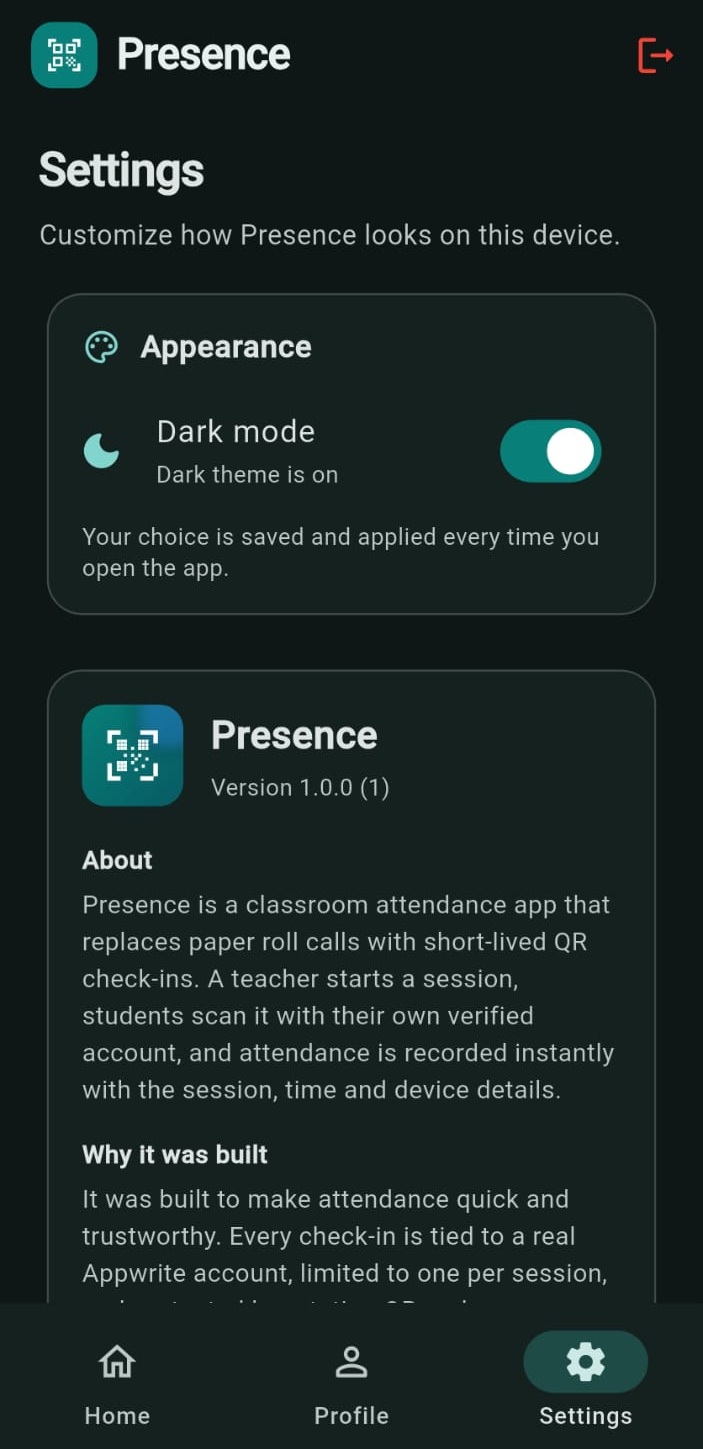 Presence
Settings
Customize how Presence looks on this device.
Appearance
Dark mode
Dark theme is on
Your choice is saved and applied every time you
open the app.
Presence
Version 1.0.0 (1)
About
Presence is a classroom attendance app that
replaces paper roll calls with short-lived QR
check-ins. A teacher starts a session,
students scan it with their own verified
account, and attendance is recorded instantly
with the session, time and device details.
Why it was built
It was built to make attendance quick and
trustworthy. Every check-in is tied to a real
Appwrite account, limited to one per session,
Home
Profile
Settings